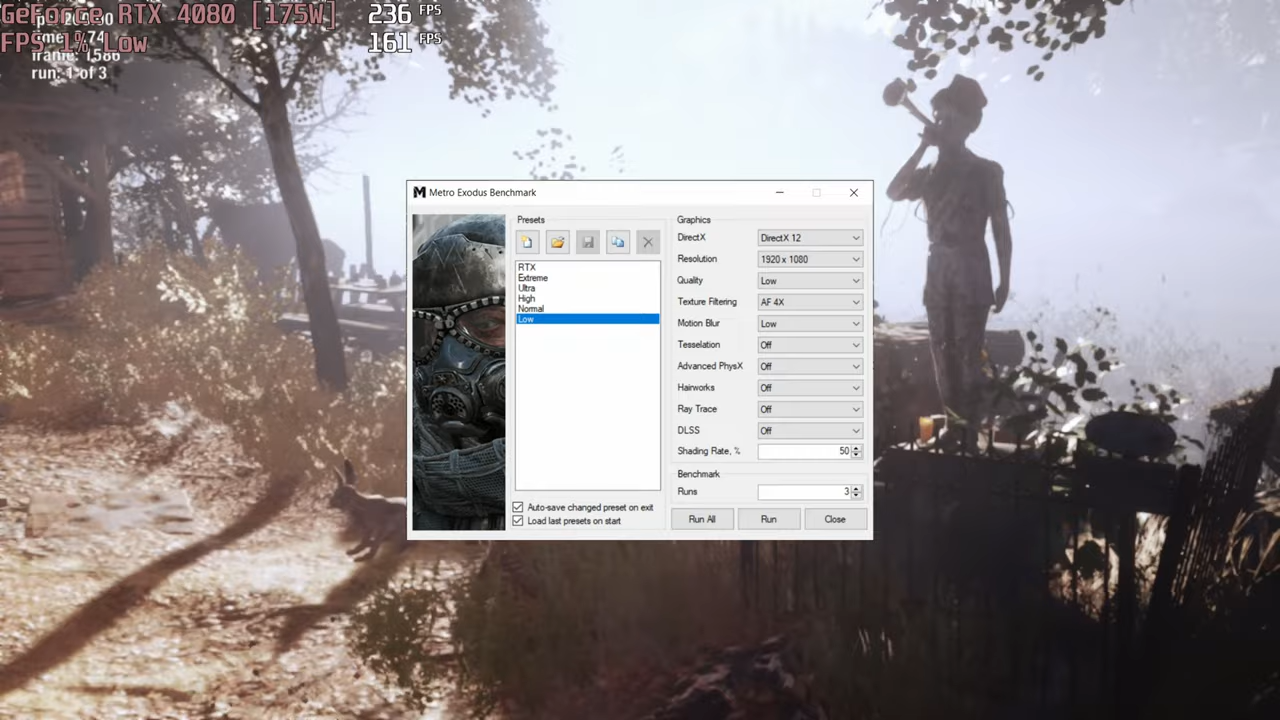 GeForce RTX 4080 [175W] 236 FPS
FPS 1% Low 161 FPS
frame: 1,586
run: 1 of 3
Metro Exodus Benchmark
Presets
RTX
Extreme
Ultra
High
Normal
Low
Auto-save changed preset on exit
Load last presets on start
Graphics
DirectX DirectX 12
Resolution 1920 x 1080
Quality Low
Texture Filtering AF 4X
Motion Blur Low
Tesselation Off
Advanced PhysX Off
Hairworks Off
Ray Trace Off
DLSS Off
Shading Rate, % 50
Benchmark
Runs 3
Run All Run Close